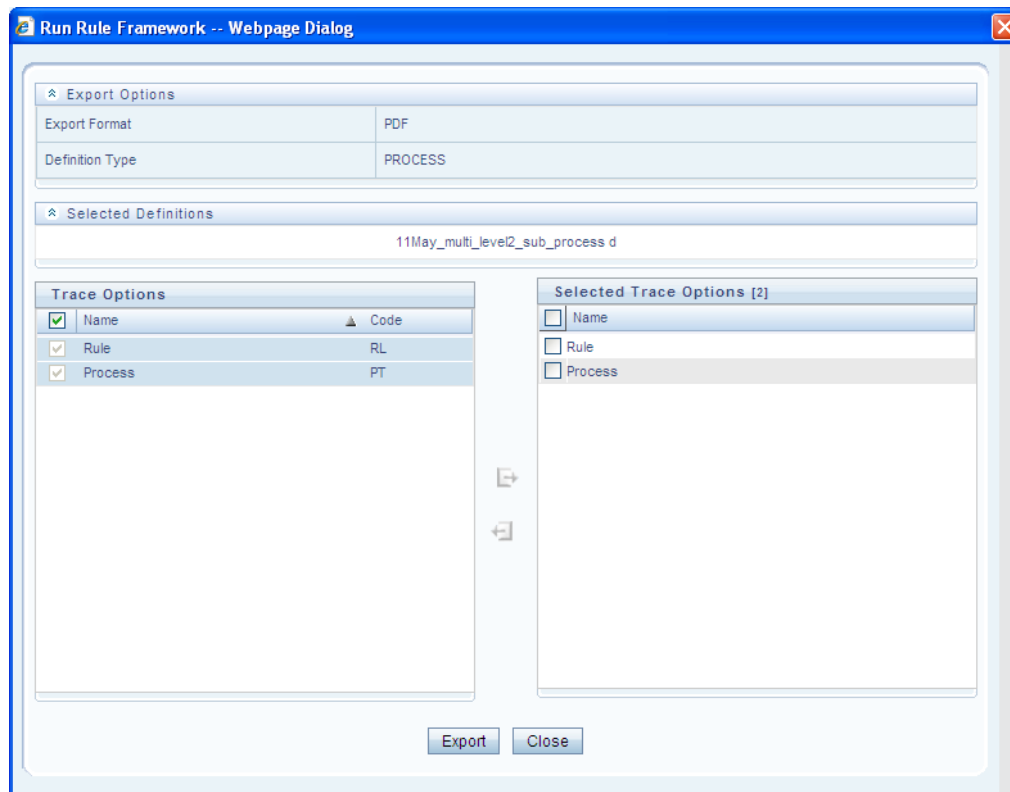 Run Rule Framework -- Webpage Dialog
Export Options
Export Format PDF
Definition Type PROCESS
Selected Definitions
11May_multi_level2_sub_process d
Trace Options
Name Code
Rule RL
Process PT
Selected Trace Options [2]
Name
Rule
Process
Export Close